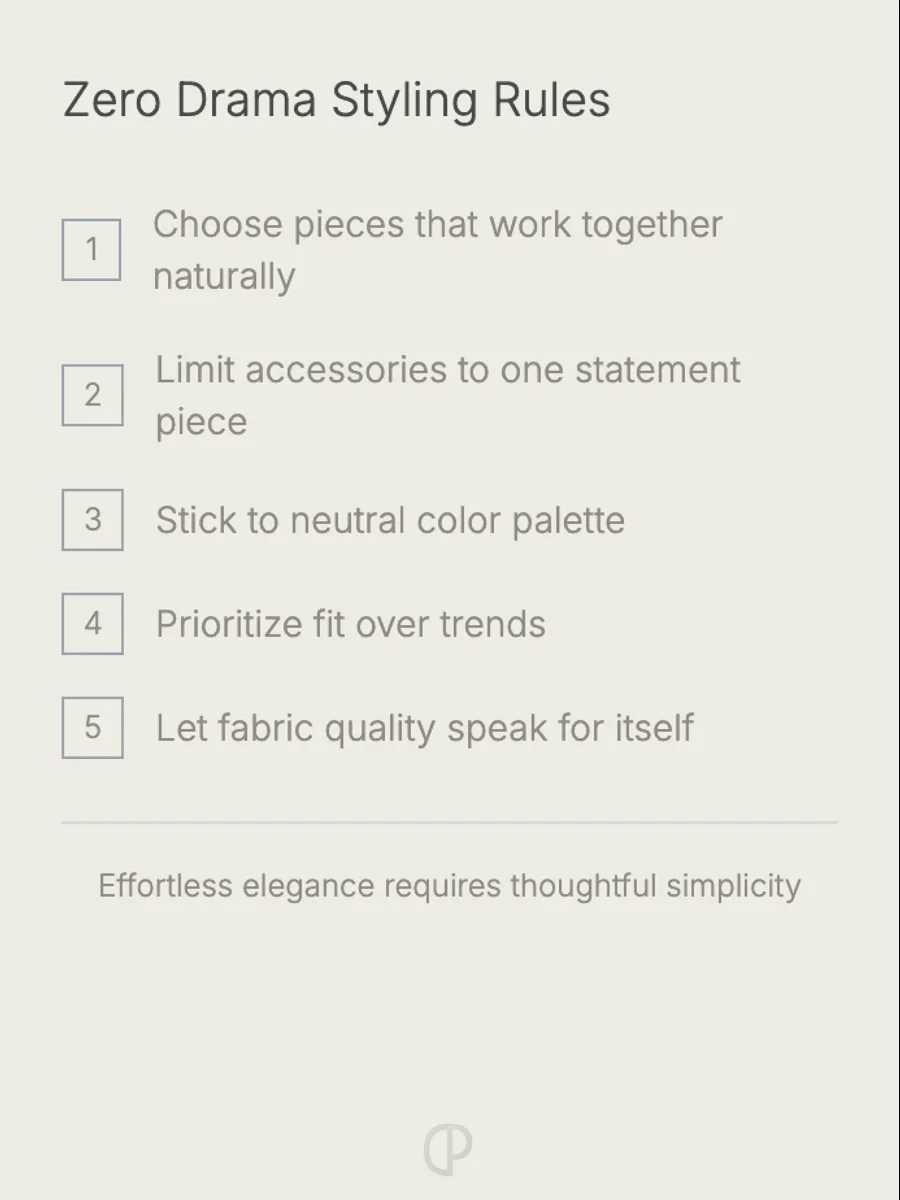 Zero Drama Styling Rules
1 Choose pieces that work together
naturally
2 Limit accessories to one statement
piece
3 Stick to neutral color palette
4 Prioritize fit over trends
5 Let fabric quality speak for itself
Effortless elegance requires thoughtful simplicity